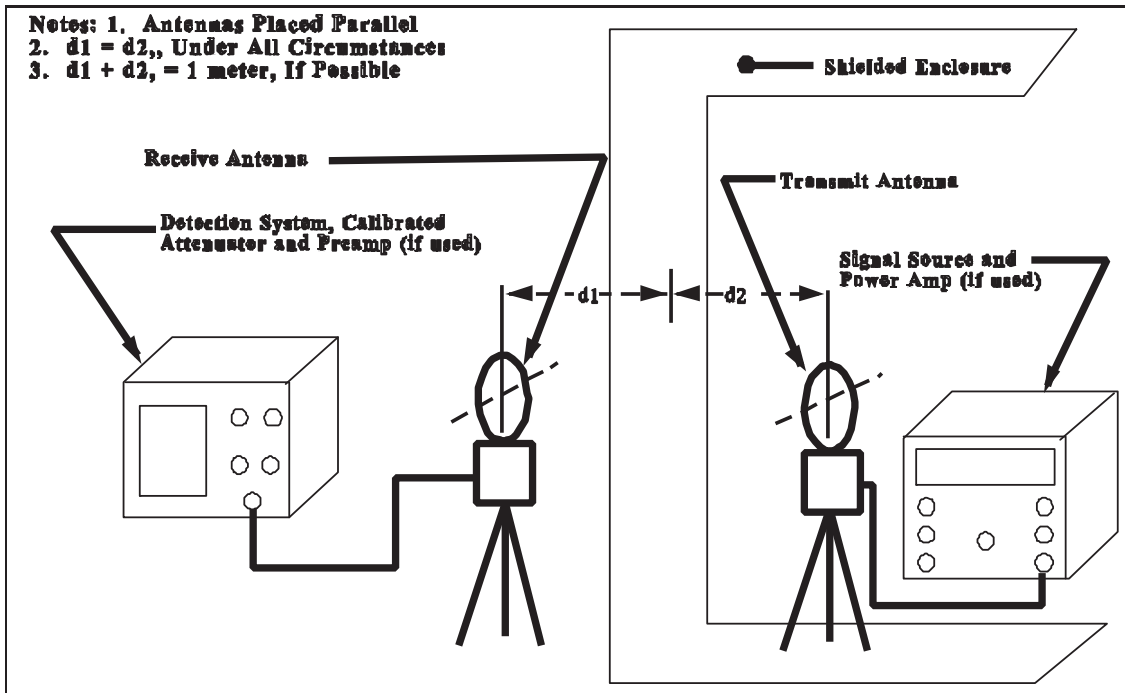 Notes: 1. Antennas Placed Parallel
2. d1 = d2,, Under All Circumstances
3. d1 + d2, = 1 meter, If Possible
Shielded Enclosure
Receive Antenna
Transmit Antenna
Detection System, Calibrated
Attenuator and Preamp (if used)
Signal Source and
Power Amp (if used)
d1
d2